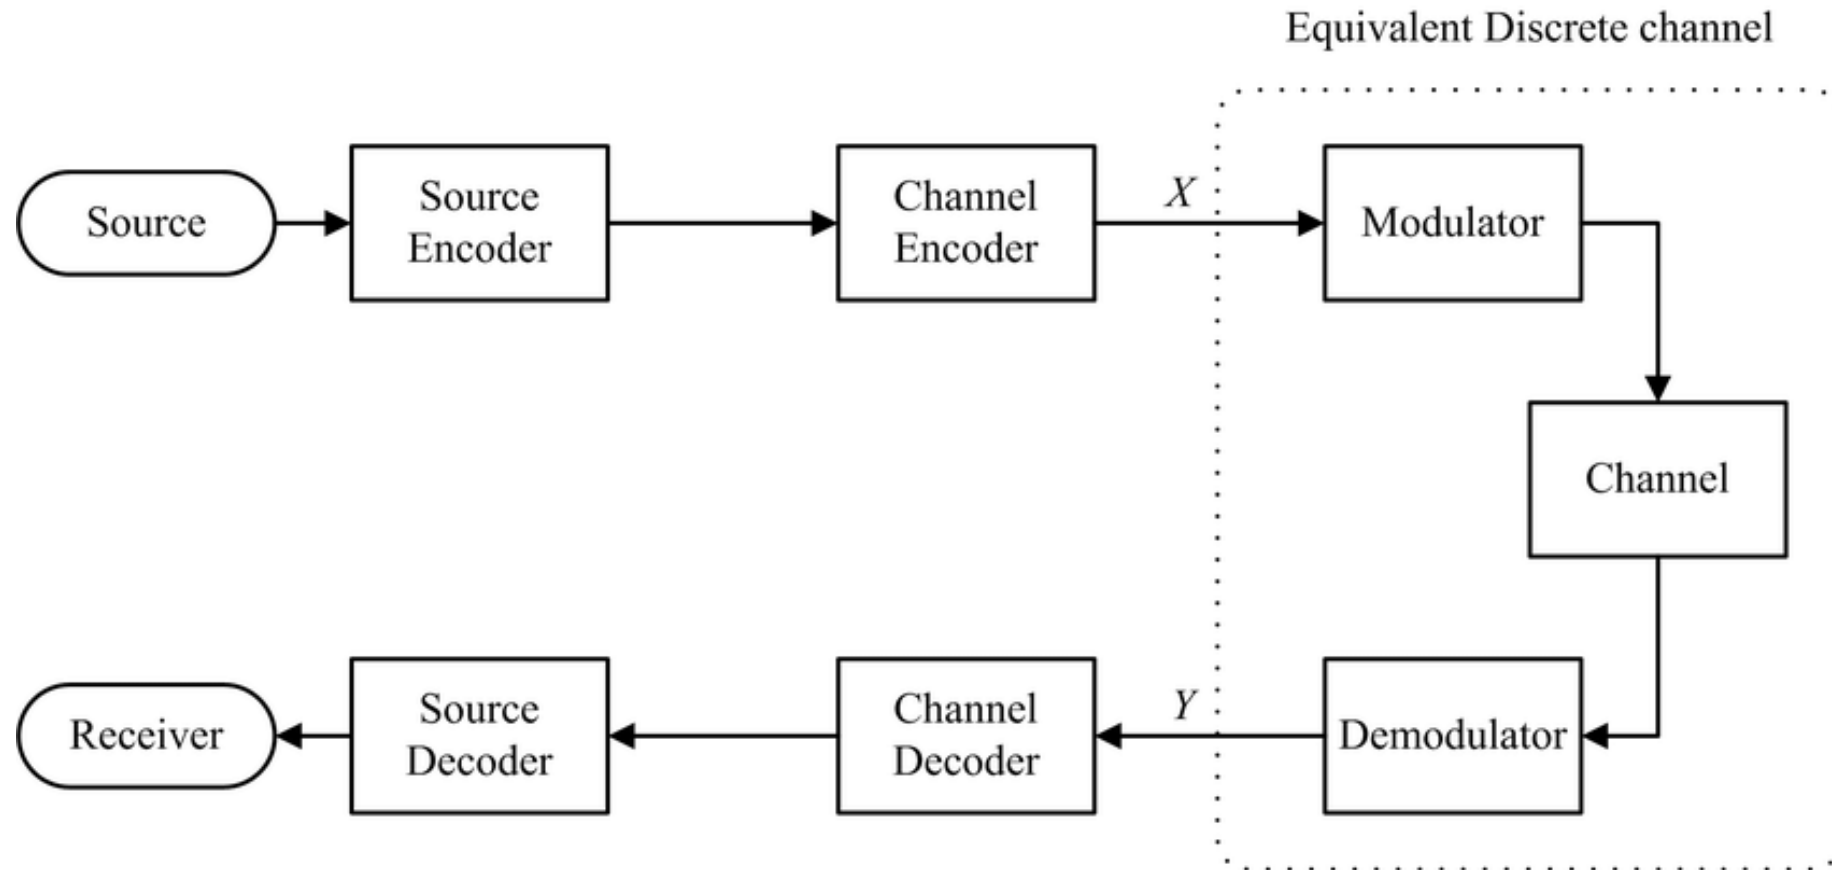 Equivalent Discrete channel
Source
Source
Encoder
Channel
Encoder
X
Modulator
Channel
Receiver
Source
Decoder
Channel
Decoder
Y
Demodulator